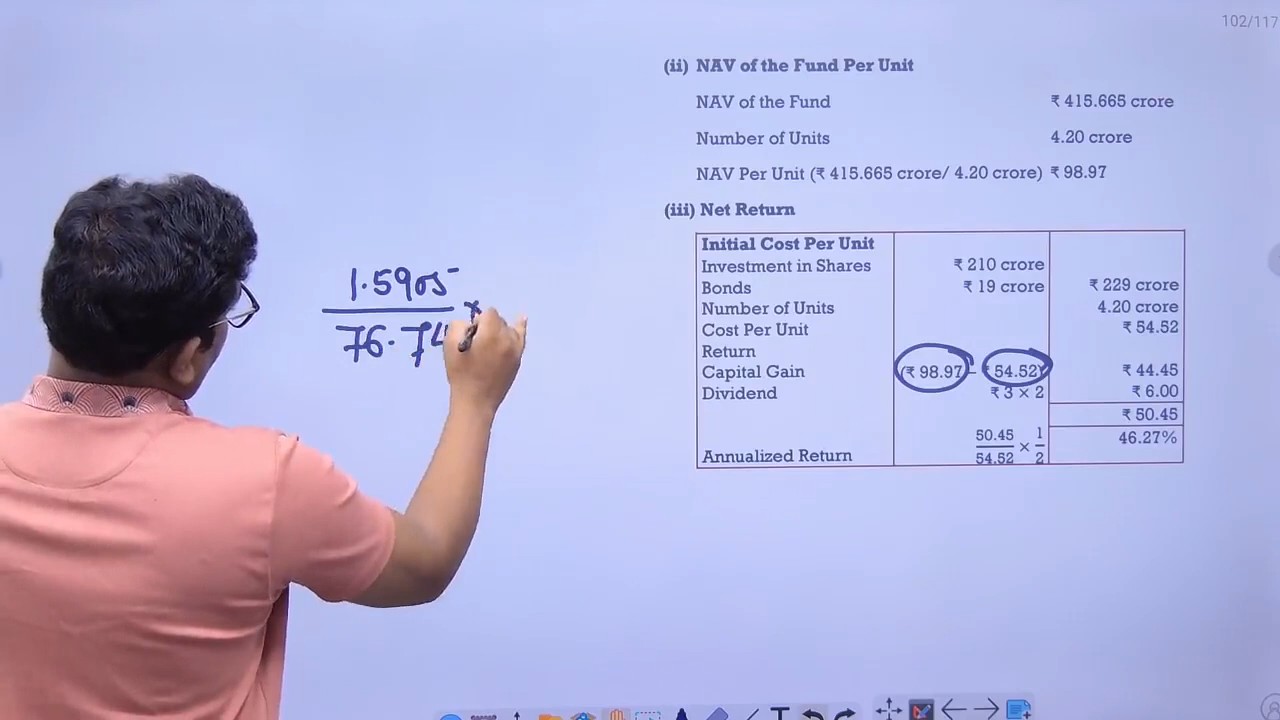 102/117
(ii) NAV of the Fund Per Unit
NAV of the Fund ₹ 415.665 crore
Number of Units 4.20 crore
NAV Per Unit (₹ 415.665 crore/ 4.20 crore) ₹ 98.97
(iii) Net Return
Initial Cost Per Unit
Investment in Shares ₹ 210 crore
Bonds ₹ 19 crore ₹ 229 crore
Number of Units 4.20 crore
Cost Per Unit ₹ 54.52
Return
Capital Gain (₹ 98.97 – ₹ 54.52) ₹ 44.45
Dividend ₹ 3 × 2 ₹ 6.00
₹ 50.45
50.45 1 46.27%
×
Annualized Return 54.52 2
1.5905
76.74 ×